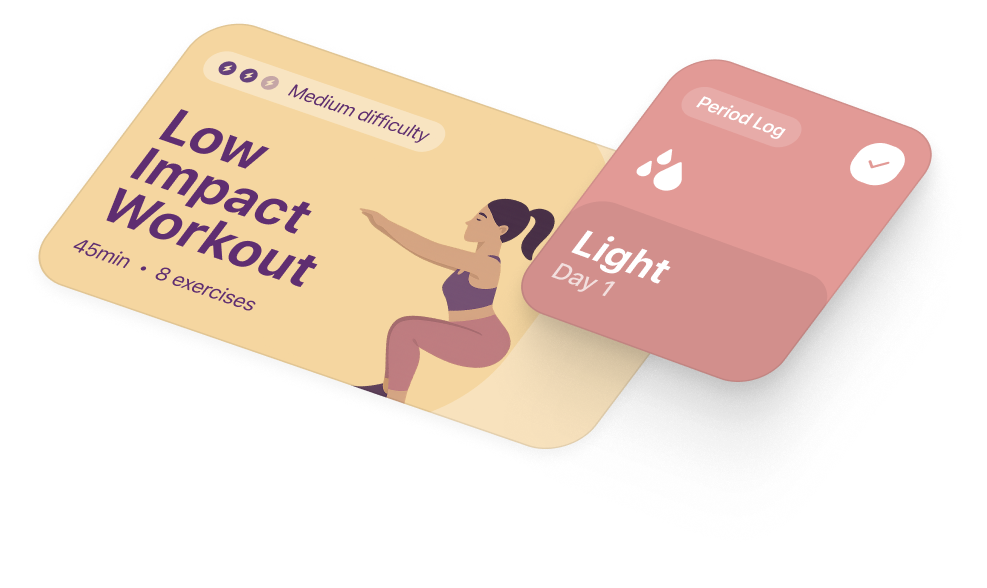 Medium difficulty
Low
Impact
Workout
45min • 8 exercises
Period Log
Light
Day 1